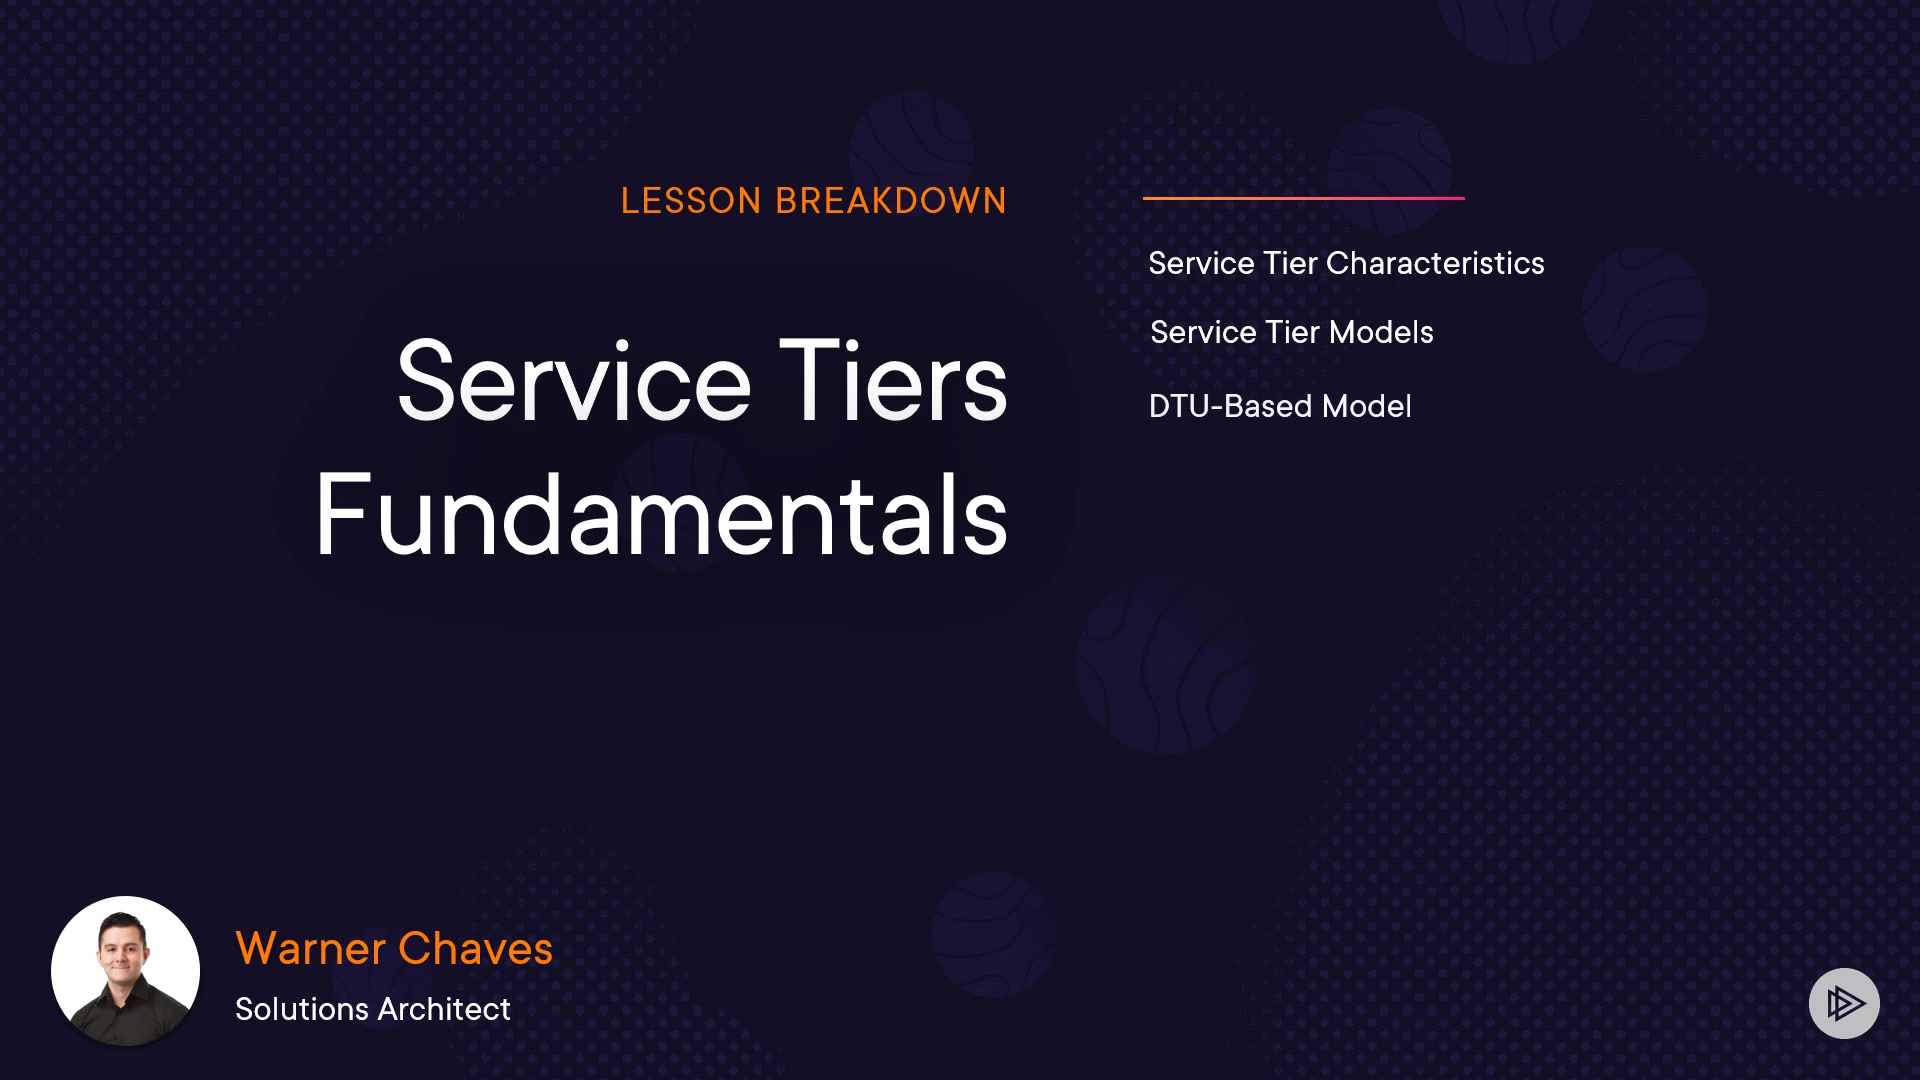 LESSON BREAKDOWN
Service Tiers
Fundamentals
Service Tier Characteristics
Service Tier Models
DTU-Based Model
Warner Chaves
Solutions Architect